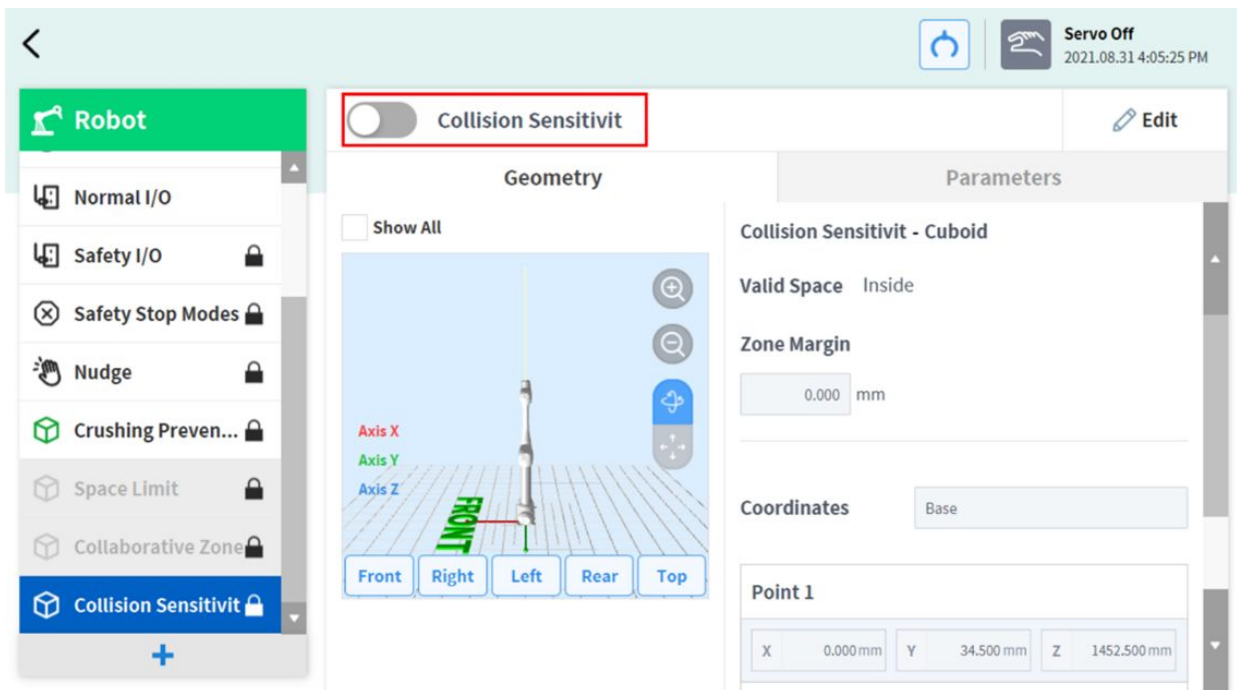 Servo Off
2021.08.31 4:05:25 PM
Robot
Normal I/O
Safety I/O
Safety Stop Modes
Nudge
Crushing Preven...
Space Limit
Collaborative Zone
Collision Sensitivit
+
Collision Sensitivit
Edit
Geometry
Parameters
Show All
Axis X
Axis Y
Axis Z
FRONT
Front Right Left Rear Top
Collision Sensitivit - Cuboid
Valid Space Inside
Zone Margin
0.000 mm
Coordinates Base
Point 1
X 0.000 mm Y 34.500 mm Z 1452.500 mm